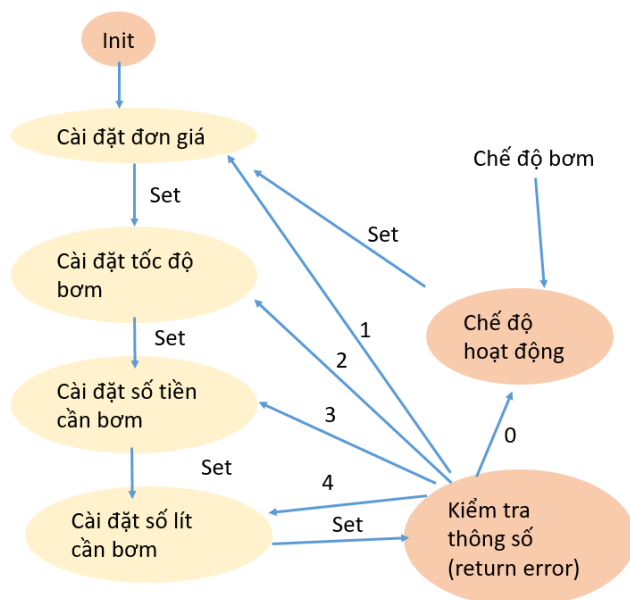 Init
Cài đặt đơn giá
Chế độ bơm
Set
Set
Cài đặt tốc độ
bơm
Chế độ
hoạt động
1
Set
2
Cài đặt số tiền
cần bơm
3
0
Set
4
Cài đặt số lít
cần bơm
Set
Kiểm tra
thông số
(return error)